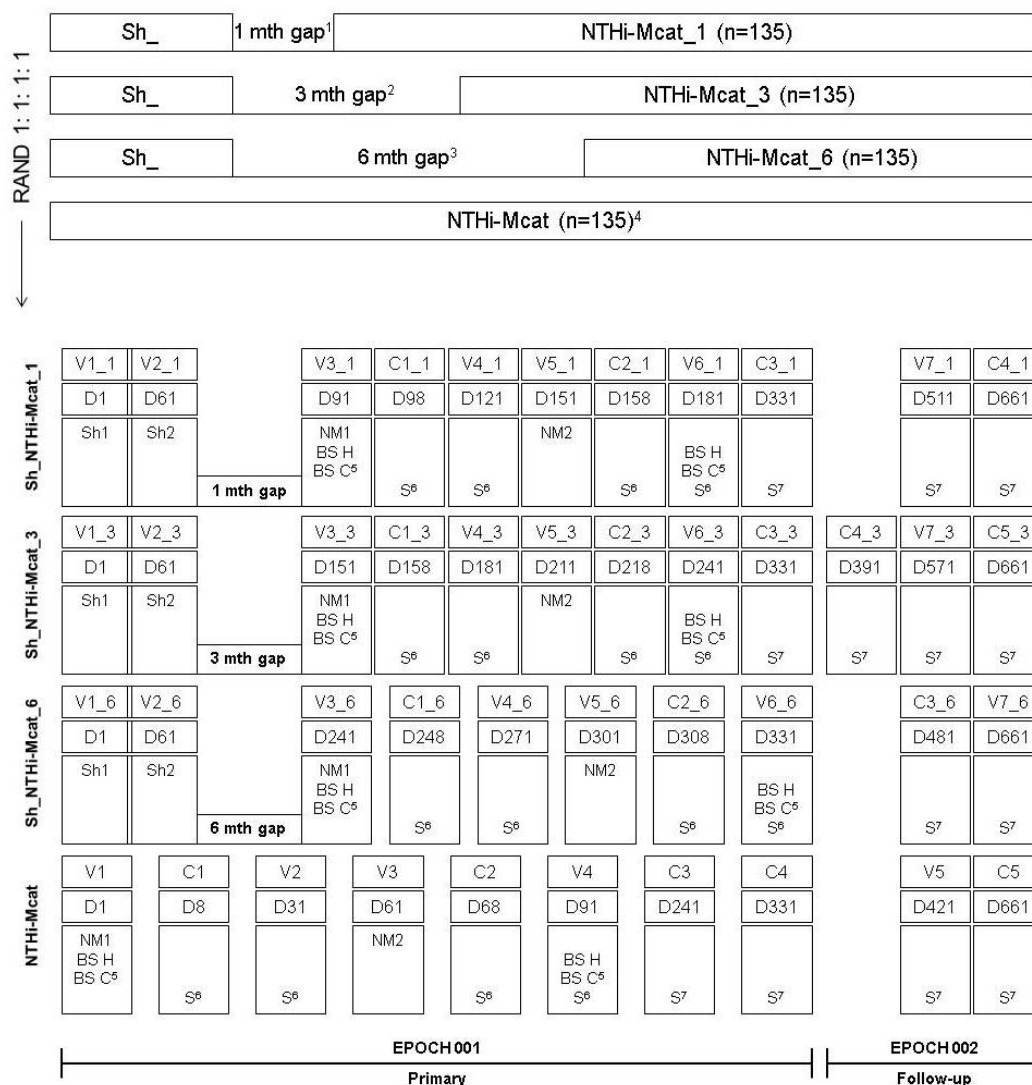 RAND 1: 1: 1: 1
Sh_ 1 mth gap¹ NTHi-Mcat_1 (n=135)
Sh_ 3 mth gap² NTHi-Mcat_3 (n=135)
Sh_ 6 mth gap³ NTHi-Mcat_6 (n=135)
NTHi-Mcat (n=135)⁴
Sh_NTHi-Mcat_1
V1_1 V2_1 V3_1 C1_1 V4_1 V5_1 C2_1 V6_1 C3_1 V7_1 C4_1
D1 D61 D91 D98 D121 D151 D158 D181 D331 D511 D661
Sh1 Sh2 NM1 NM2
BS H BS H
BS C⁵ BS C⁵
1 mth gap S⁶ S⁶ S⁶ S⁶ S⁷ S⁷ S⁷
Sh_NTHi-Mcat_3
V1_3 V2_3 V3_3 C1_3 V4_3 V5_3 C2_3 V6_3 C3_3 C4_3 V7_3 C5_3
D1 D61 D151 D158 D181 D211 D218 D241 D331 D391 D571 D661
Sh1 Sh2 NM1 NM2
BS H BS H
BS C⁵ BS C⁵
3 mth gap S⁶ S⁶ S⁶ S⁶ S⁷ S⁷ S⁷ S⁷
Sh_NTHi-Mcat_6
V1_6 V2_6 V3_6 C1_6 V4_6 V5_6 C2_6 V6_6 C3_6 V7_6
D1 D61 D241 D248 D271 D301 D308 D331 D481 D661
Sh1 Sh2 NM1 NM2
BS H BS H
BS C⁵ BS C⁵
6 mth gap S⁶ S⁶ S⁶ S⁶ S⁷ S⁷
NTHi-Mcat
V1 C1 V2 V3 C2 V4 C3 C4 V5 C5
D1 D8 D31 D61 D68 D91 D241 D331 D421 D661
NM1 NM2
BS H BS H
BS C⁵ BS C⁵
S⁶ S⁶ S⁶ S⁶ S⁷ S⁷ S⁷ S⁷
EPOCH 001 EPOCH 002
Primary Follow-up